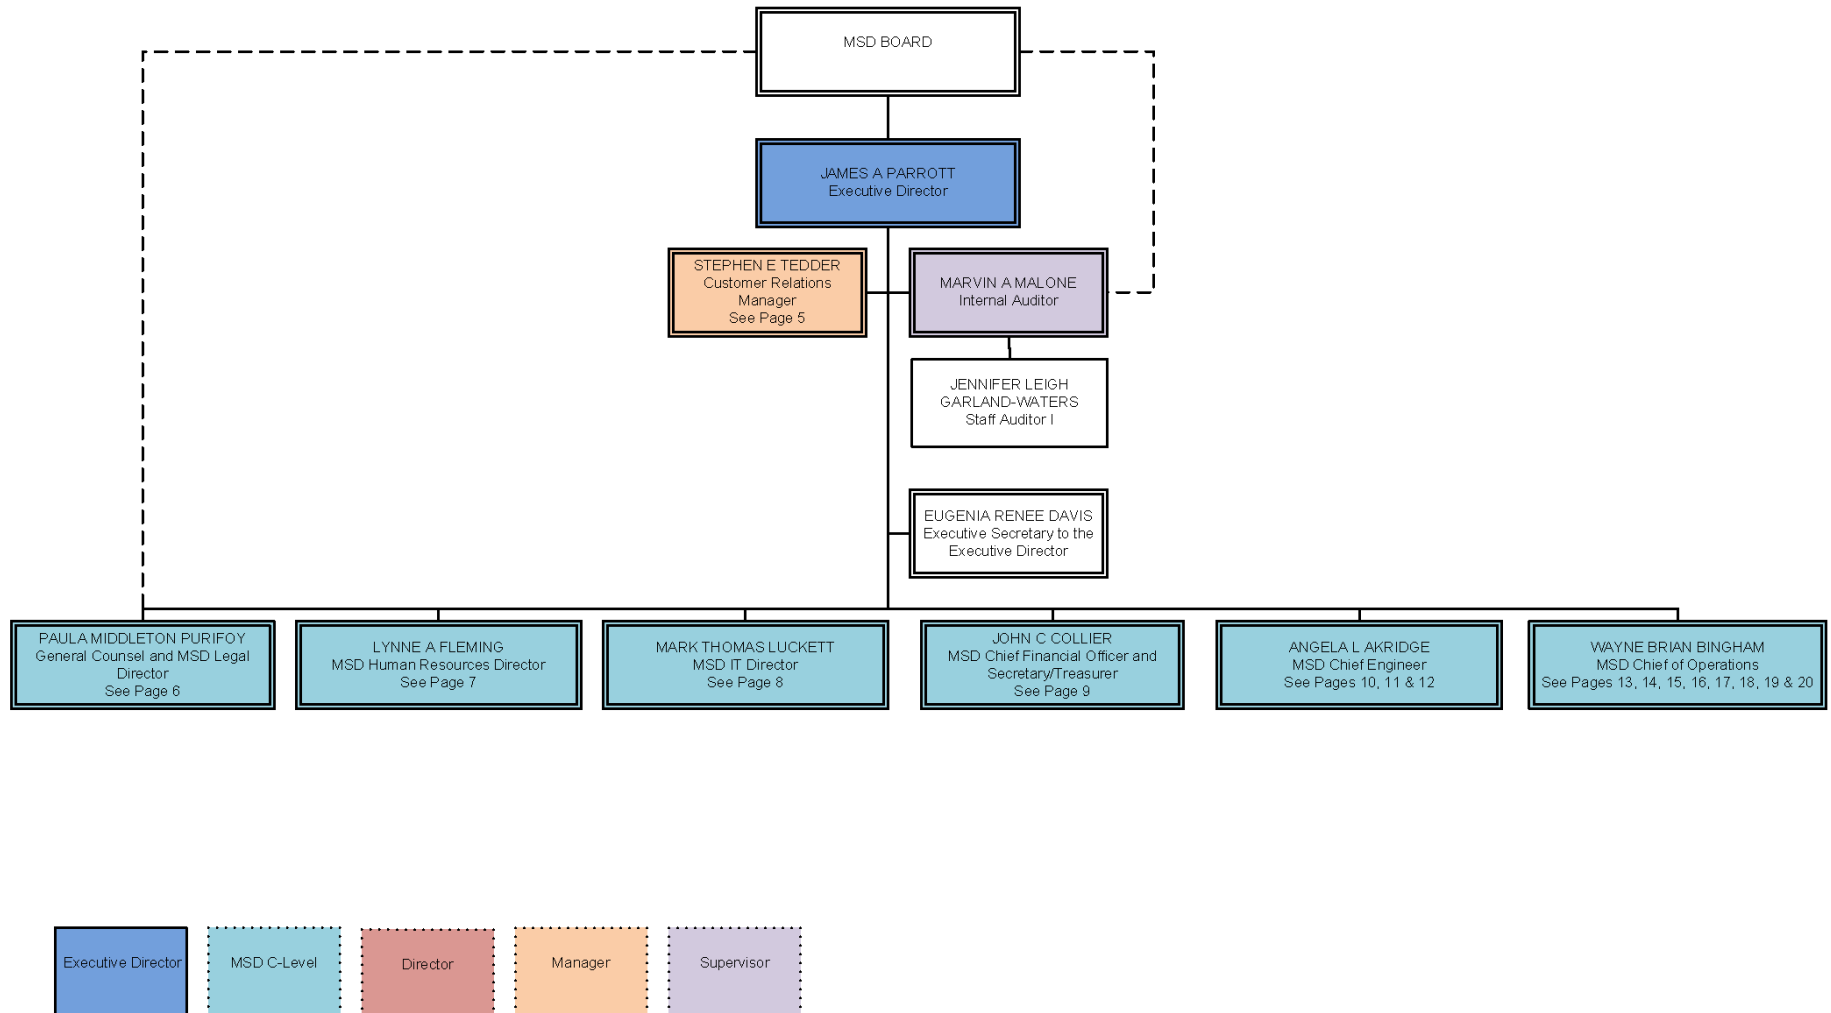 MSD BOARD
JAMES A PARROTT
Executive Director
STEPHEN E TEDDER
Customer Relations
Manager
See Page 5
MARVIN A MALONE
Internal Auditor
JENNIFER LEIGH
GARLAND-WATERS
Staff Auditor I
EUGENIA RENEE DAVIS
Executive Secretary to the
Executive Director
PAULA MIDDLETON PURIFOY
General Counsel and MSD Legal
Director
See Page 6
LYNNE A FLEMING
MSD Human Resources Director
See Page 7
MARK THOMAS LUCKETT
MSD IT Director
See Page 8
JOHN C COLLIER
MSD Chief Financial Officer and
Secretary/Treasurer
See Page 9
ANGELA L AKRIDGE
MSD Chief Engineer
See Pages 10, 11 & 12
WAYNE BRIAN BINGHAM
MSD Chief of Operations
See Pages 13, 14, 15, 16, 17, 18, 19 & 20
Executive Director
MSD C-Level
Director
Manager
Supervisor